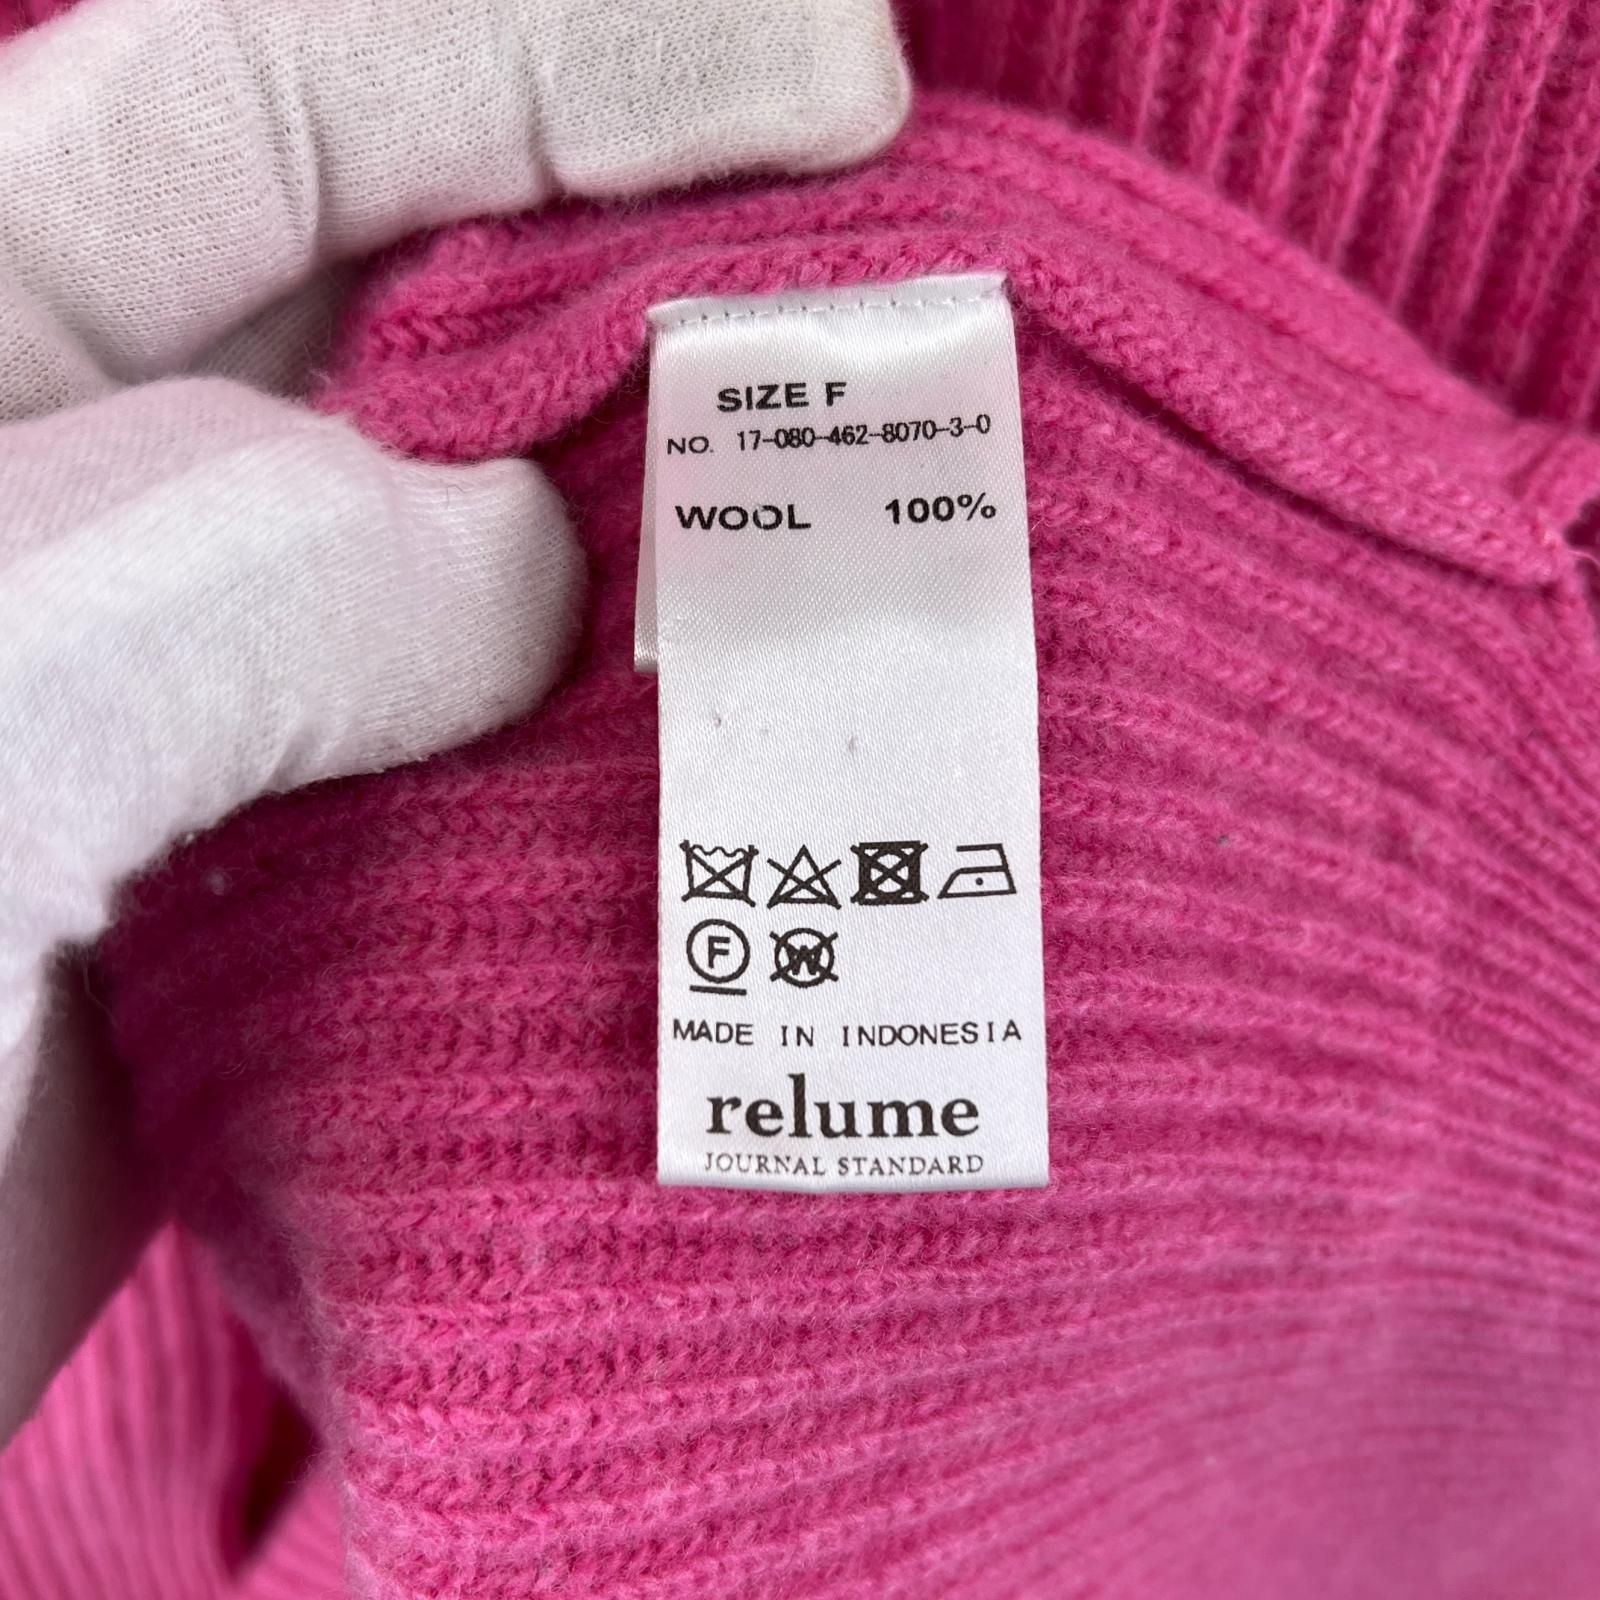 SIZE F
NO. 17-080-462-8070-3-0
WOOL 100%
F
W
MADE IN INDONESIA
relume
JOURNAL STANDARD